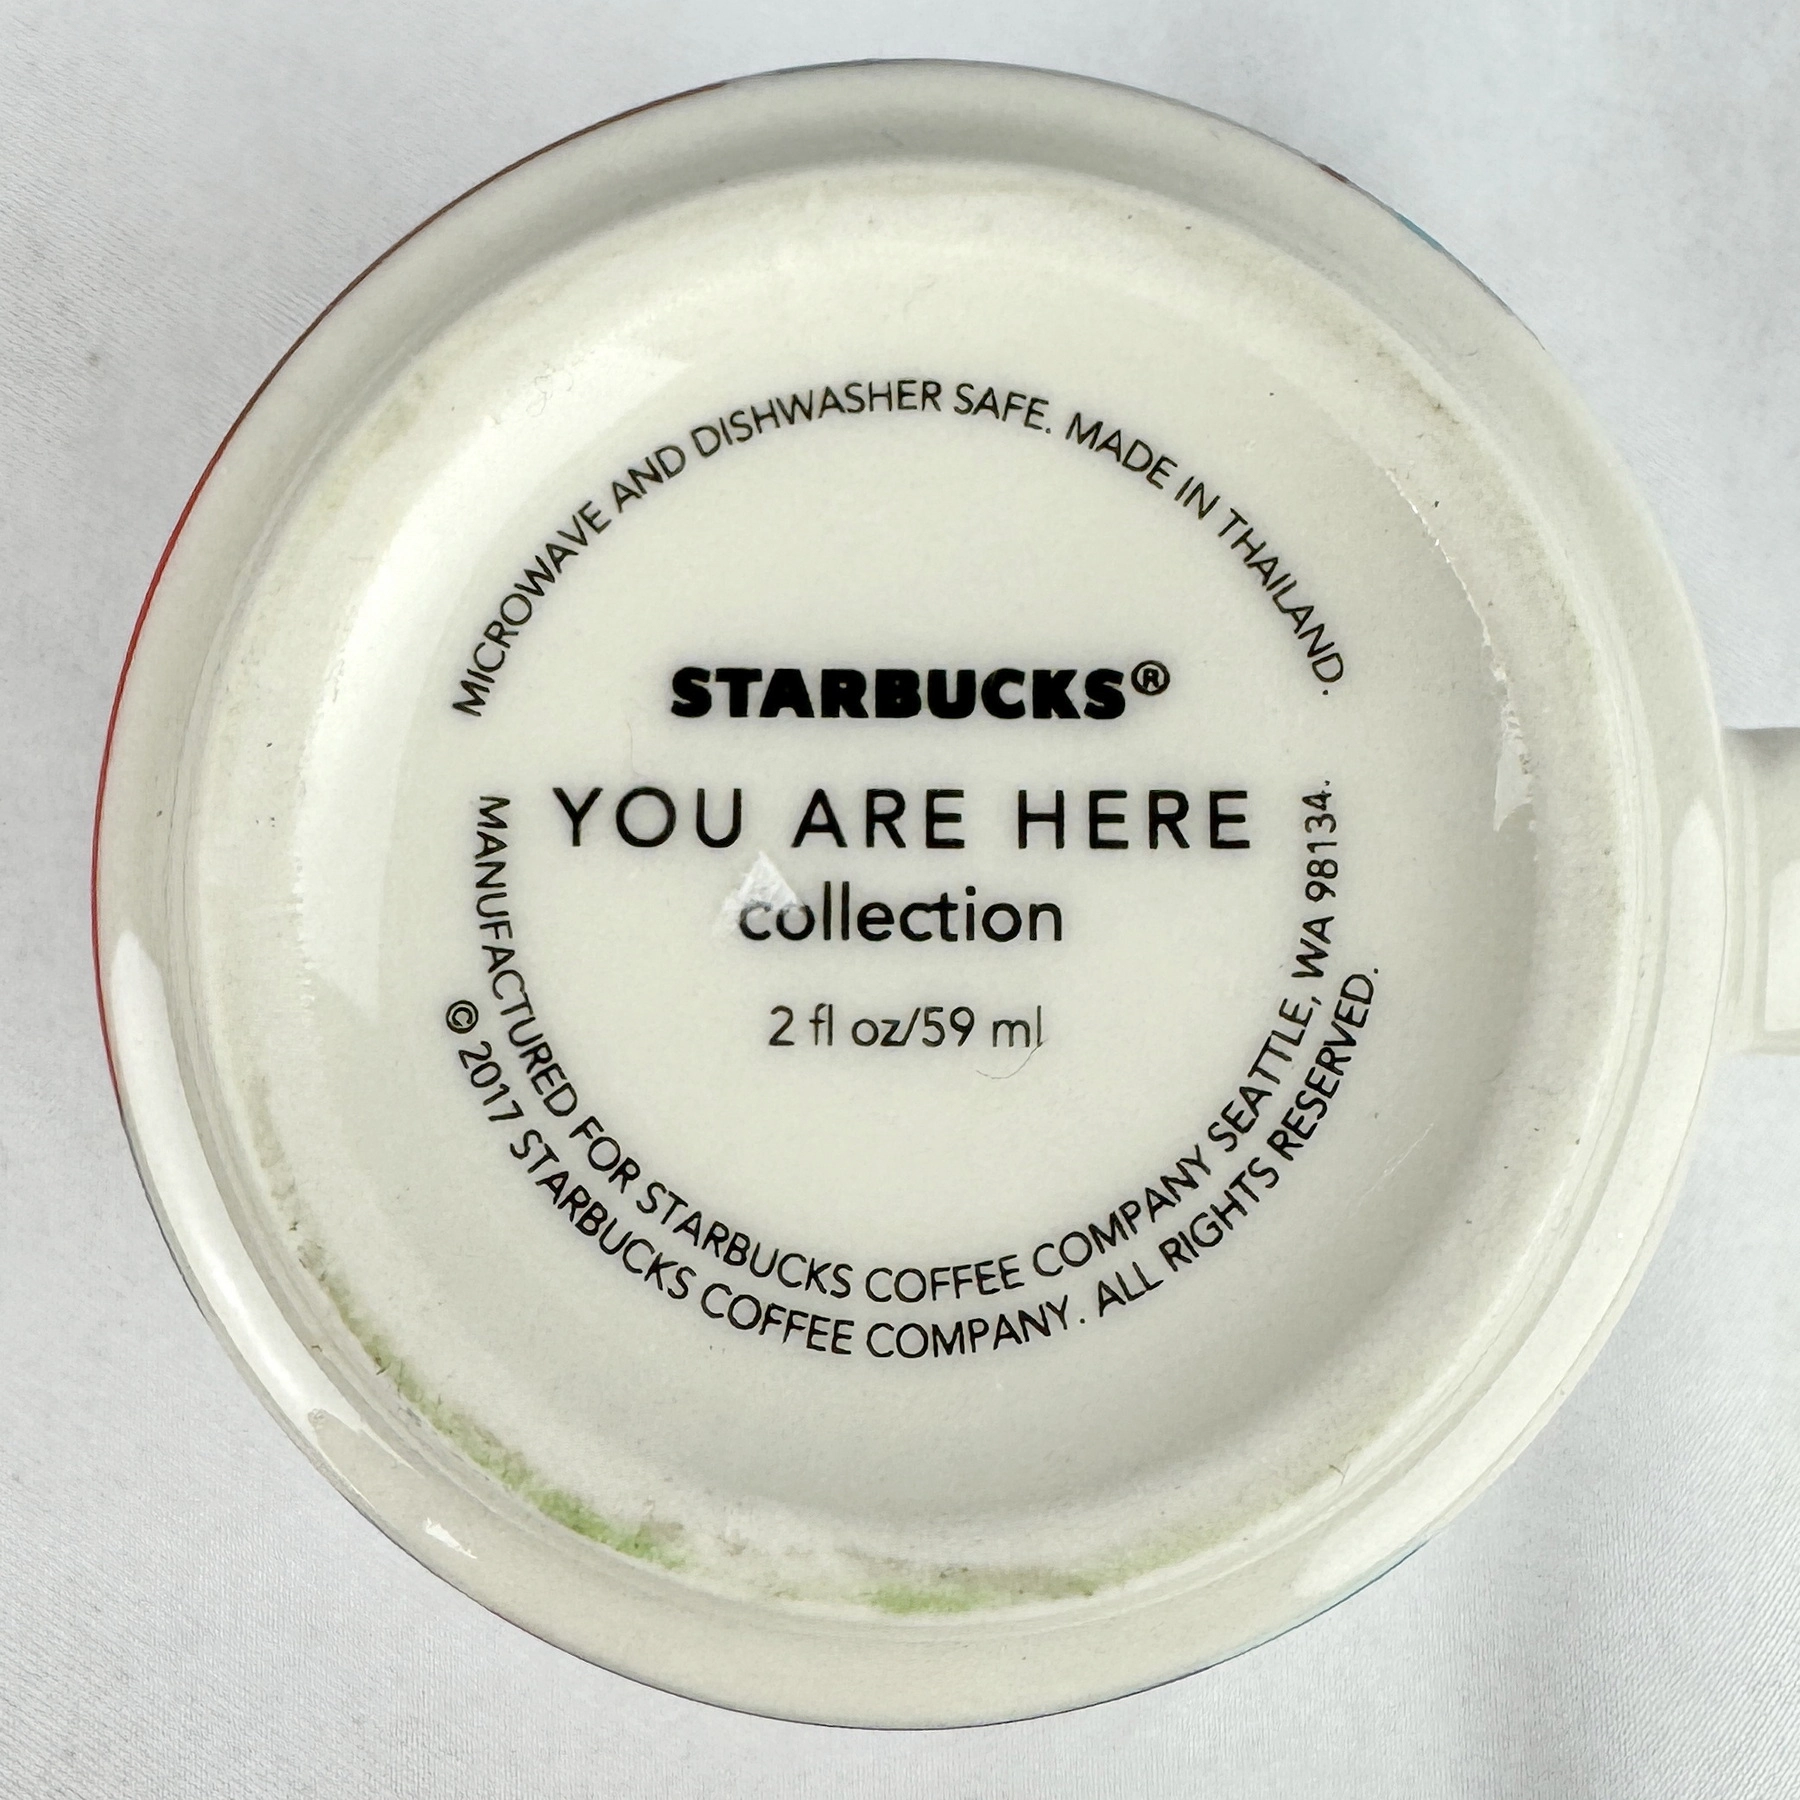 MICROWAVE AND DISHWASHER SAFE. MADE IN THAILAND.
STARBUCKS®
YOU ARE HERE
collection
2 fl oz/59 ml
MANUFACTURED FOR STARBUCKS COFFEE COMPANY SEATTLE, WA 98134.
© 2017 STARBUCKS COFFEE COMPANY. ALL RIGHTS RESERVED.